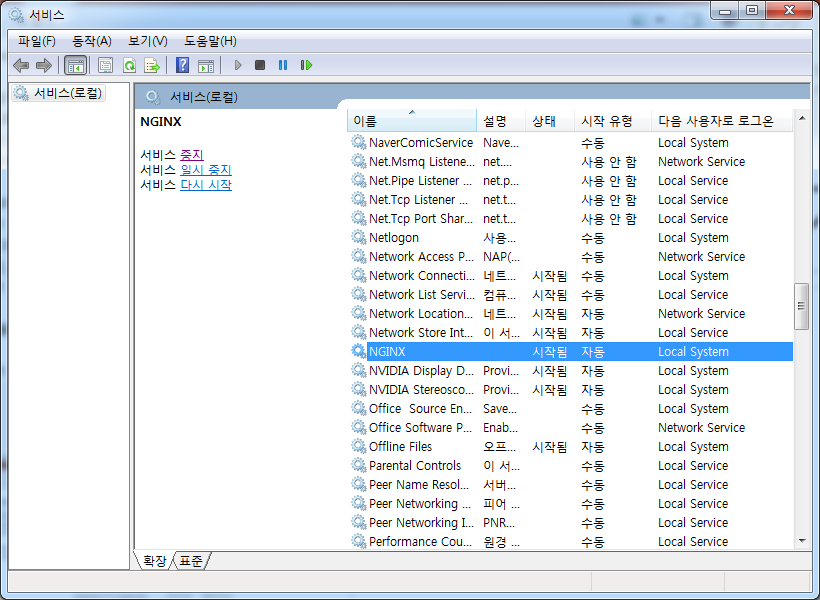 서비스
파일(F) 동작(A) 보기(V) 도움말(H)
서비스(로컬)
서비스(로컬)
NGINX
서비스 중지
서비스 일시 중지
서비스 다시 시작
이름 설명 상태 시작 유형 다음 사용자로 로그온
NaverComicService Nave... 수동 Local System
Net.Msmq Listene... net.... 사용 안 함 Network Service
Net.Pipe Listener ... net.p... 사용 안 함 Local Service
Net.Tcp Listener ... net.t... 사용 안 함 Local Service
Net.Tcp Port Shar... net.t... 사용 안 함 Local Service
Netlogon 사용... 수동 Local System
Network Access P... NAP(... 수동 Network Service
Network Connecti... 네트... 시작됨 수동 Local System
Network List Servi... 컴퓨... 시작됨 수동 Local Service
Network Location... 네트... 시작됨 자동 Network Service
Network Store Int... 이 서... 시작됨 자동 Local Service
NGINX 시작됨 자동 Local System
NVIDIA Display D... Provi... 시작됨 자동 Local System
NVIDIA Stereosco... Provi... 시작됨 자동 Local System
Office  Source En... Save... 수동 Local System
Office Software P... Enab... 수동 Network Service
Offline Files 오프... 시작됨 자동 Local System
Parental Controls 이 서... 수동 Local Service
Peer Name Resol... 서버... 수동 Local Service
Peer Networking ... 피어 ... 수동 Local Service
Peer Networking I... PNR... 수동 Local Service
Performance Cou... 원경 ... 수동 Local Service
확장 표준